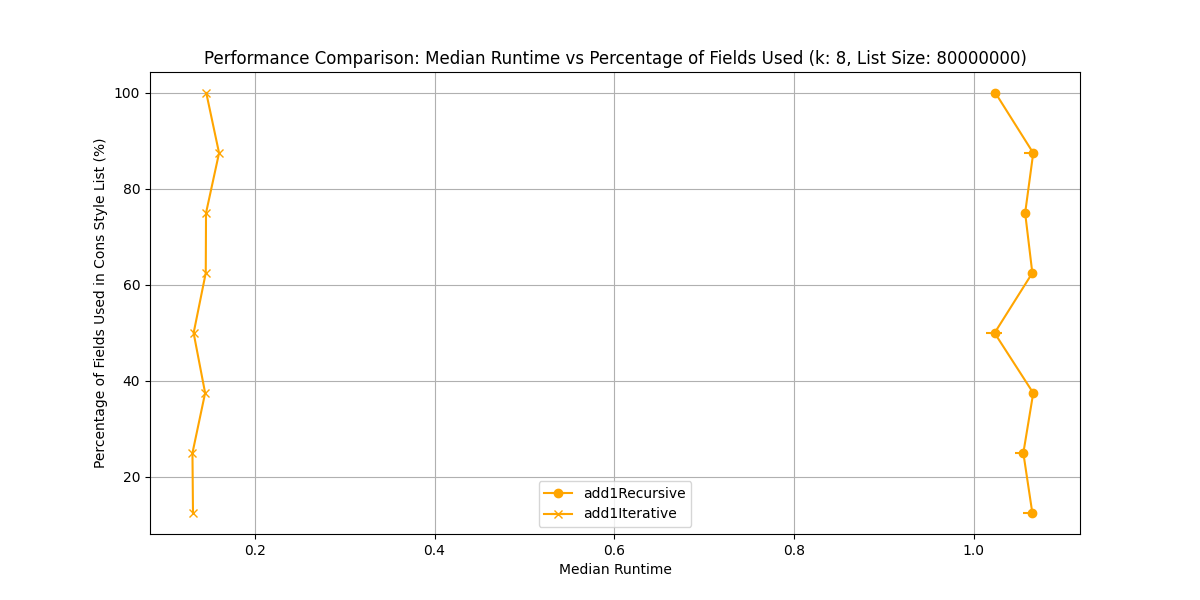 Performance Comparison: Median Runtime vs Percentage of Fields Used (k: 8, List Size: 80000000)
Percentage of Fields Used in Cons Style List (%)
100
80
60
40
20
add1Recursive
add1Iterative
0.2 0.4 0.6 0.8 1.0
Median Runtime